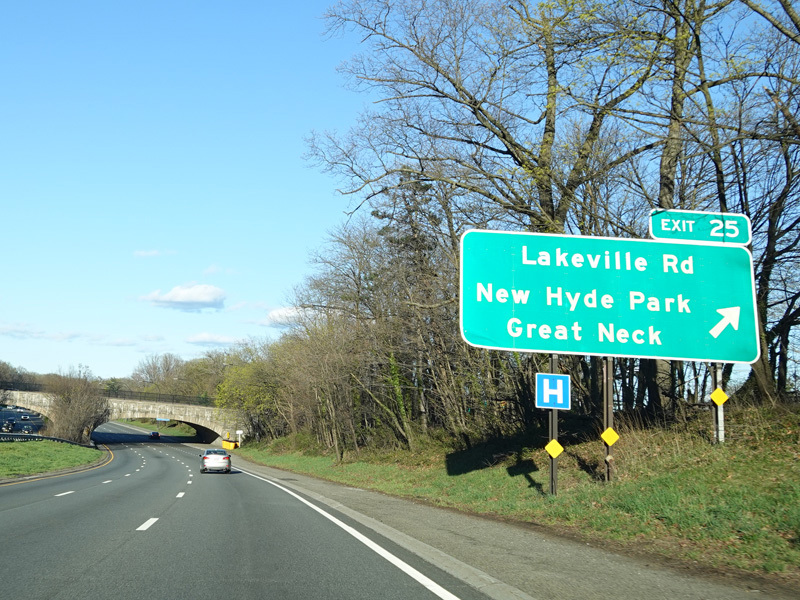 EXIT 25
Lakeville Rd
New Hyde Park
Great Neck
H